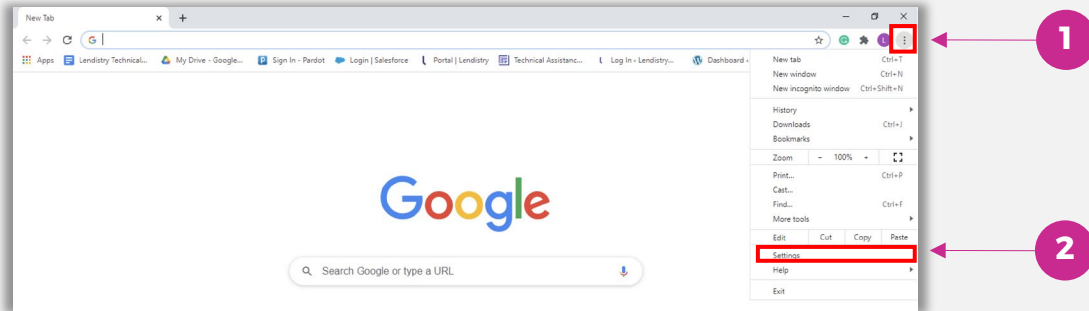 New Tab
G
Apps Lendistry Technical... My Drive - Google... Sign In - Pardot Login | Salesforce Portal | Lendistry Technical Assistanc... Log In ‹ Lendistry... Dashboard ‹
L
1
New tab Ctrl+T
New window Ctrl+N
New incognito window Ctrl+Shift+N
History
Downloads Ctrl+J
Bookmarks
Zoom - 100% +
Print... Ctrl+P
Cast...
Find... Ctrl+F
More tools
Edit Cut Copy Paste
Settings
2
Help
Exit
Google
Search Google or type a URL